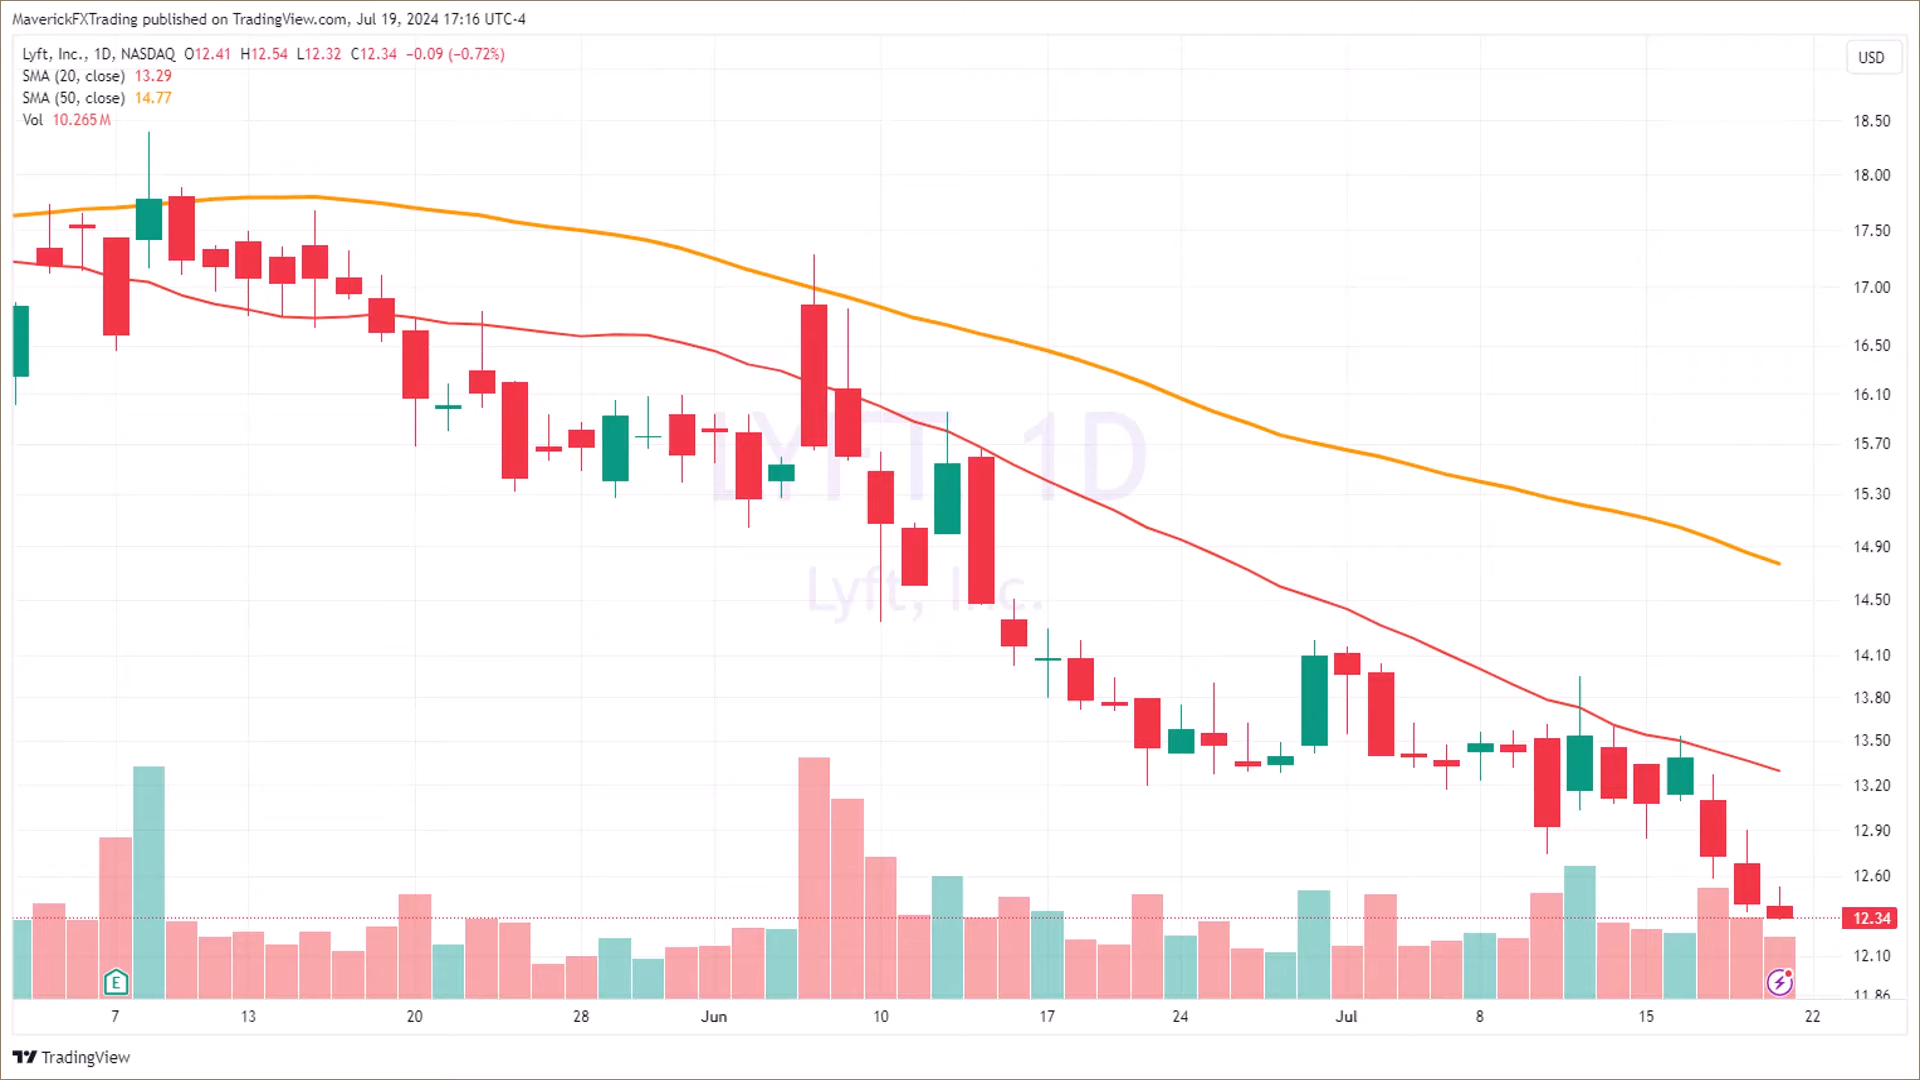 MaverickFXTrading published on TradingView.com, Jul 19, 2024 17:16 UTC-4
Lyft, Inc., 1D, NASDAQ O12.41 H12.54 L12.32 C12.34 −0.09 (−0.72%)
USD
SMA (20, close) 13.29
SMA (50, close) 14.77
Vol 10.265M
18.50
18.00
17.50
17.00
16.50
16.10
15.70
15.30
14.90
14.50
14.10
13.80
13.50
13.20
12.90
12.60
12.34
12.10
11.86
LYFT, 1D
Lyft, Inc.
E
7 13 20 28 Jun 10 17 24 Jul 8 15 22
TradingView